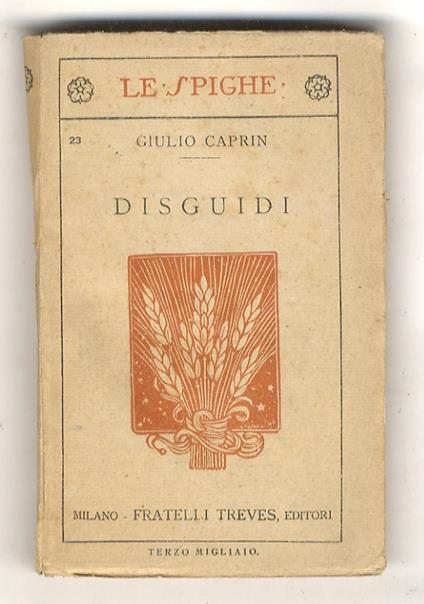 LE · SPIGHE ·
23
GIULIO CAPRIN
DISGUIDI
MILANO - FRATELLI TREVES, EDITORI
TERZO MIGLIAIO.